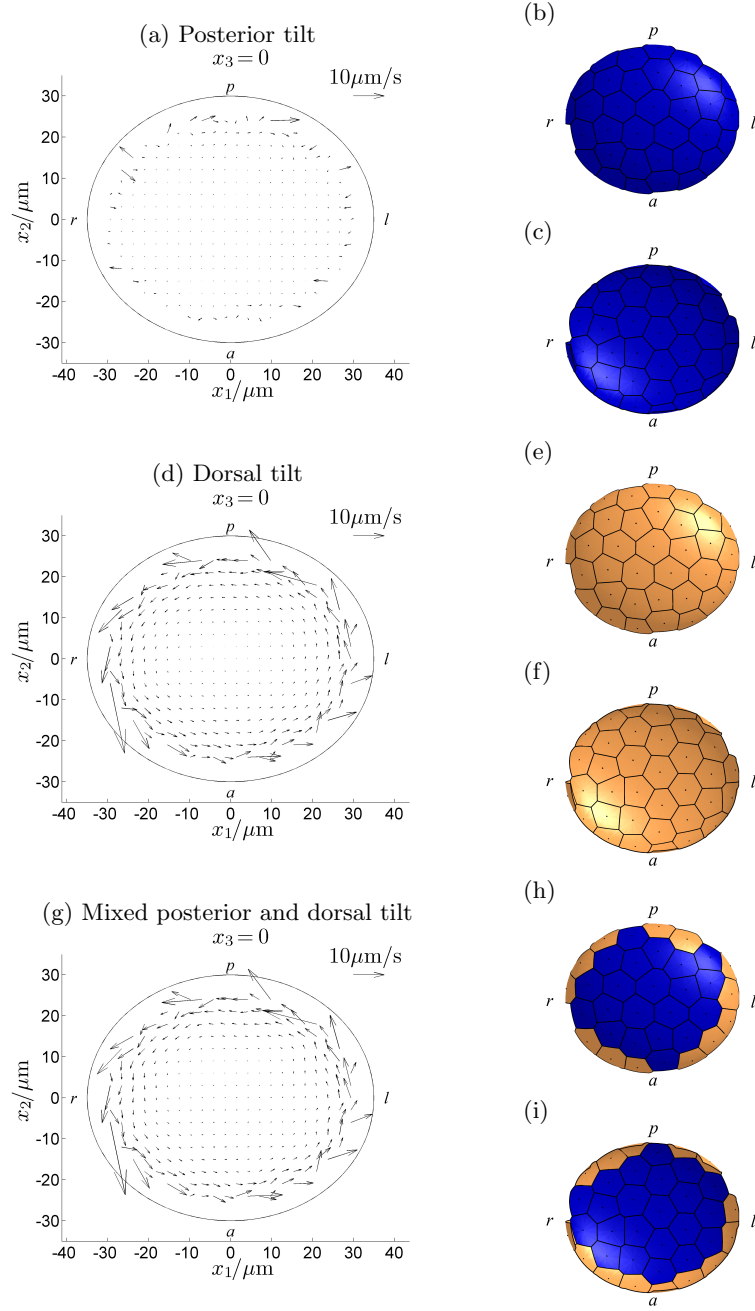 (a) Posterior tilt
x₃=0
10μm/s
p
30
20
10
r
0
l
-10
-20
-30
a
x₂/μm
-40 -30 -20 -10 0 10 20 30 40
x₁/μm
(b)
p
r
l
a
(c)
p
r
l
a
(d) Dorsal tilt
x₃=0
10μm/s
p
30
20
10
r
0
l
-10
-20
-30
a
x₂/μm
-40 -30 -20 -10 0 10 20 30 40
x₁/μm
(e)
p
r
l
a
(f)
p
r
l
a
(g) Mixed posterior and dorsal tilt
x₃=0
10μm/s
p
30
20
10
r
0
l
-10
-20
-30
a
x₂/μm
-40 -30 -20 -10 0 10 20 30 40
x₁/μm
(h)
p
r
l
a
(i)
p
r
l
a